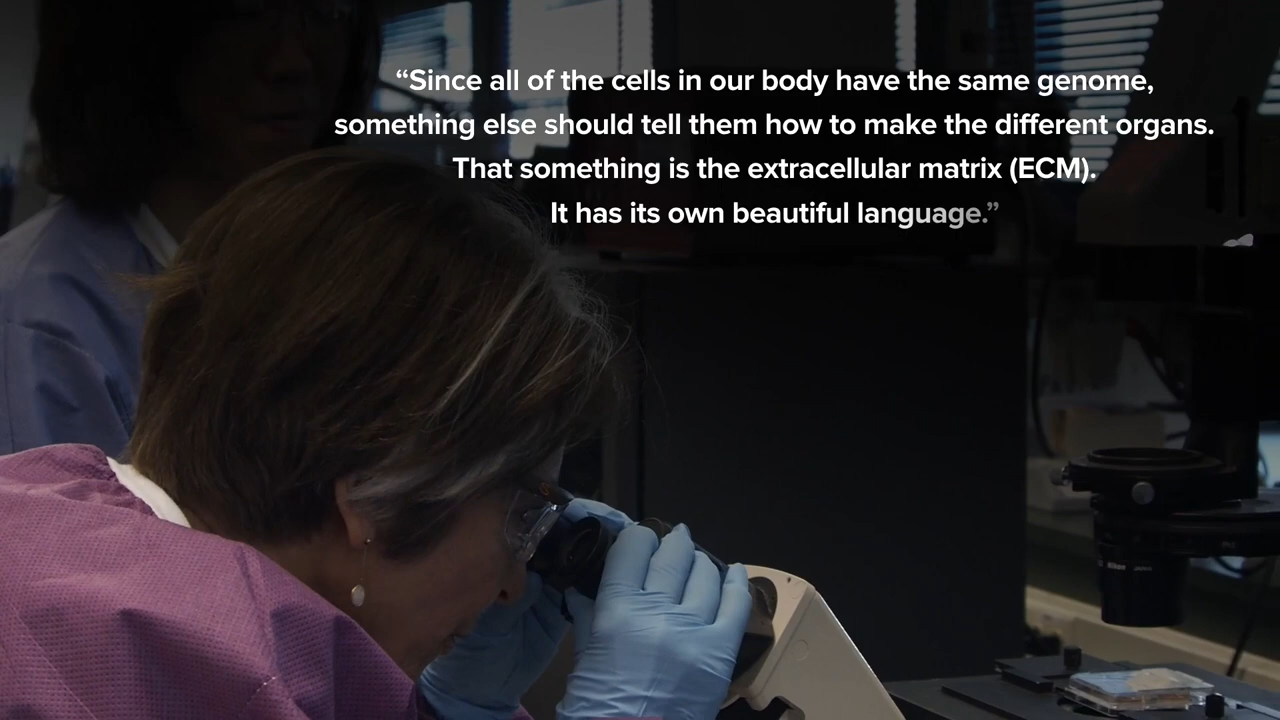 “Since all of the cells in our body have the same genome,
something else should tell them how to make the different organs.
That something is the extracellular matrix (ECM).
It has its own beautiful language.”
Nikon